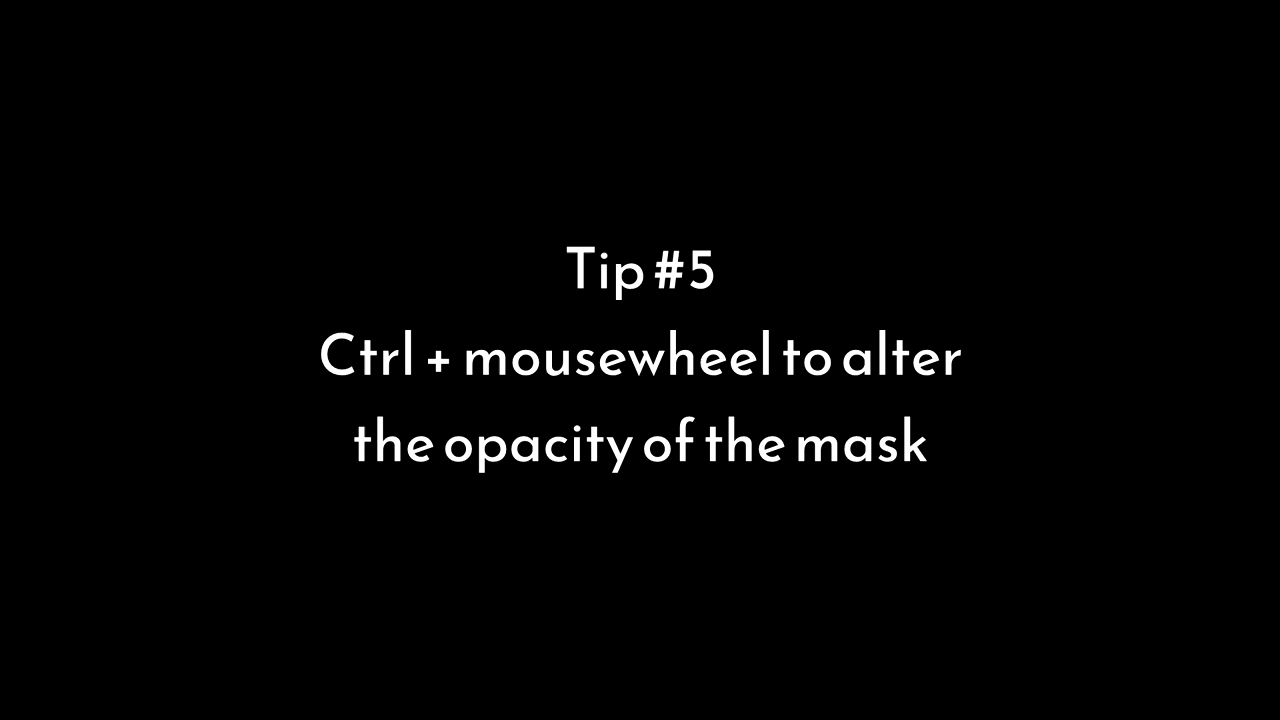 Tip #5
Ctrl + mousewheel to alter
the opacity of the mask